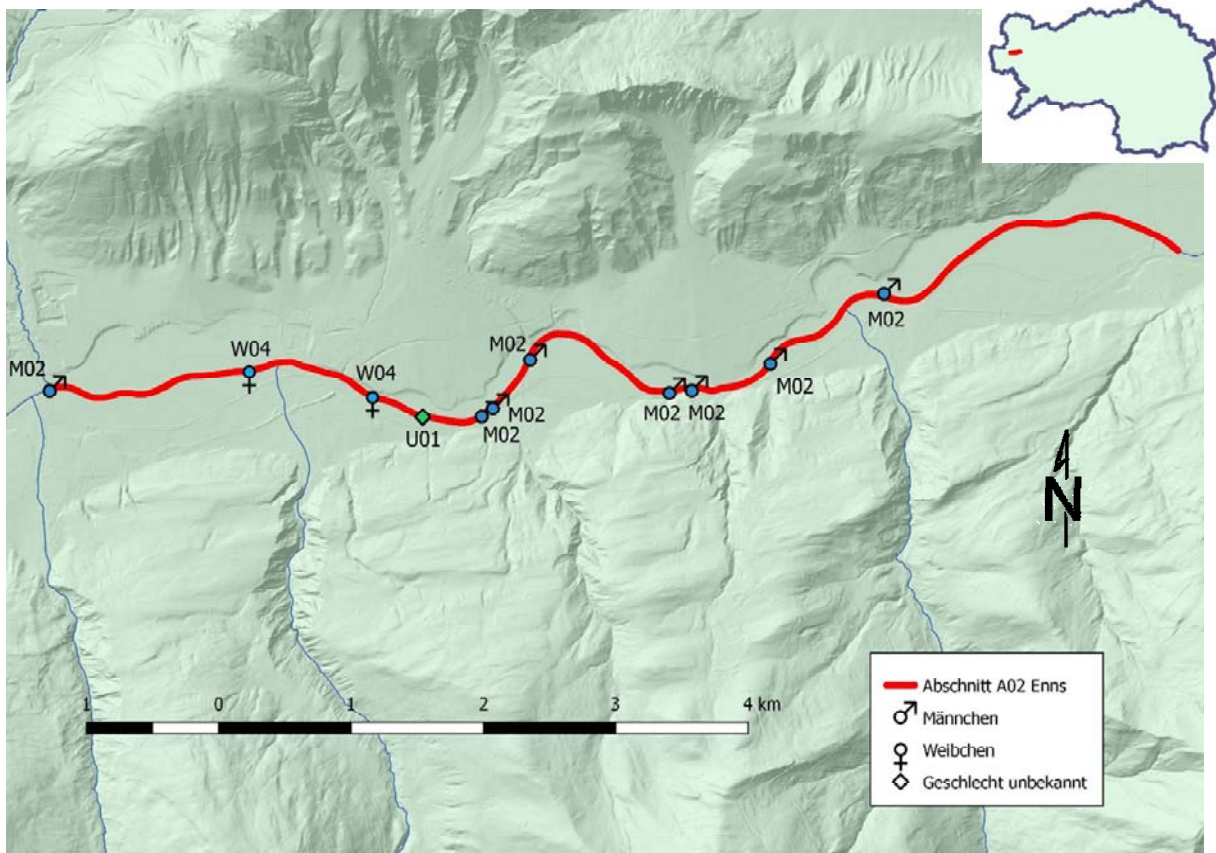 M02
W04
W04
U01
M02
M02
M02
M02
M02
M02
M02
N
1 0 1 2 3 4 km
Abschnitt A02 Enns
Männchen
Weibchen
Geschlecht unbekannt